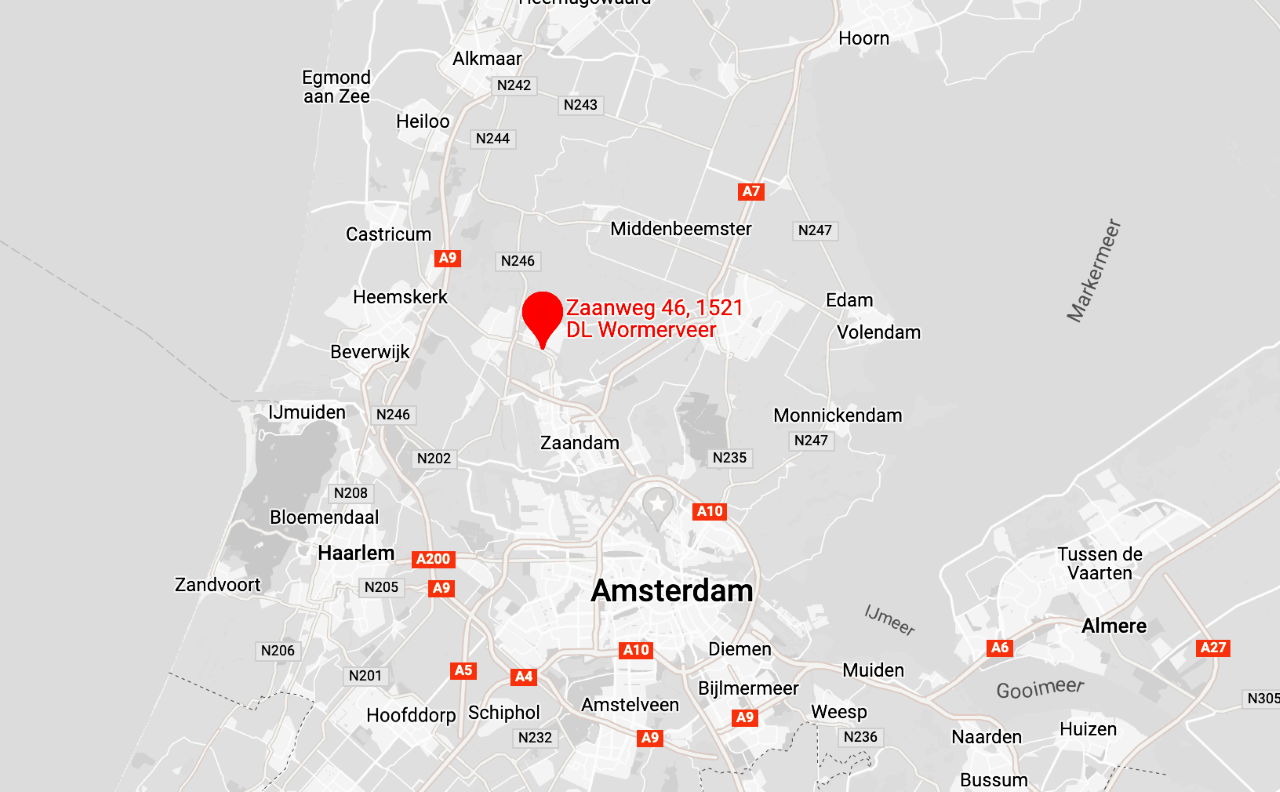 Heerhugowaard
Hoorn
Alkmaar
Egmond
aan Zee
N242
N243
Heiloo
N244
A7
Middenbeemster
N247
Castricum
A9
N246
Markermeer
Heemskerk
Zaanweg 46, 1521
DL Wormerveer
Edam
Volendam
Beverwijk
IJmuiden
N246
Monnickendam
N247
Zaandam
N202
N235
N208
Bloemendaal
A10
Haarlem
A200
Tussen de
Vaarten
Zandvoort
N205
A9
Amsterdam
IJmeer
Almere
N206
A10
Diemen
A6
A27
N201
A5
A4
Muiden
Bijlmermeer
Gooimeer
N305
Hoofddorp
Schiphol
Amstelveen
A9
Weesp
N232
A9
N236
Naarden
Huizen
Bussum